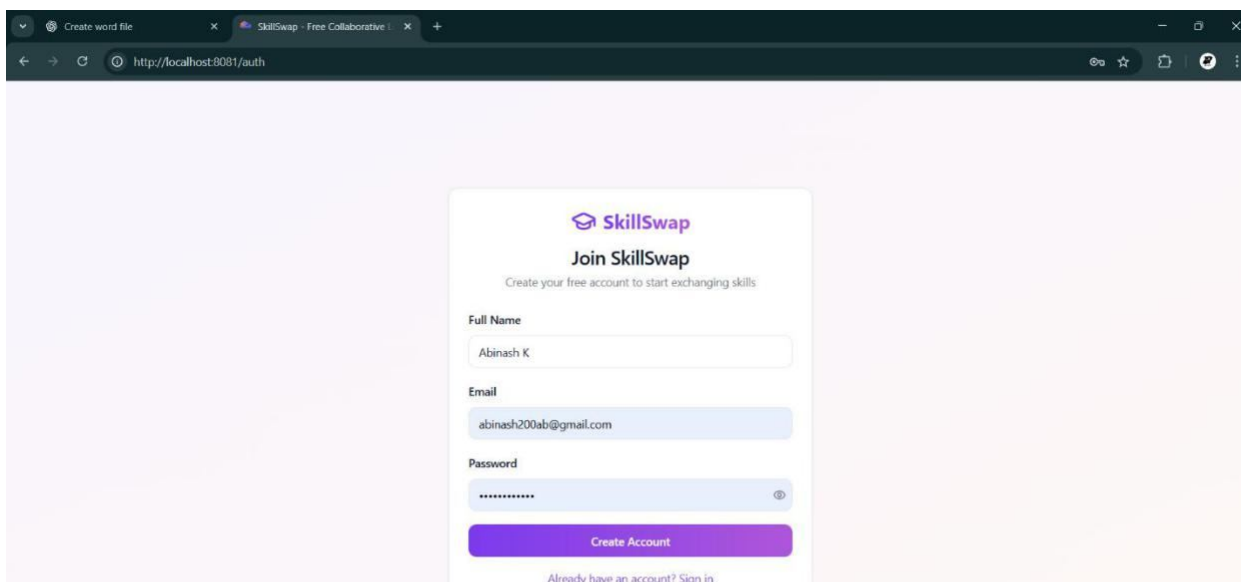 Create word file
SkillSwap - Free Collaborative L
http://localhost:8081/auth
SkillSwap
Join SkillSwap
Create your free account to start exchanging skills
Full Name
Abinash K
Email
abinash200ab@gmail.com
Password
••••••••••••
Create Account
Already have an account? Sign in